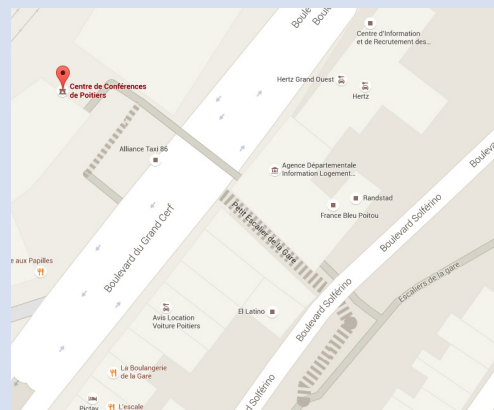 Boulevard
Boule
Centre d'Information
et de Recrutement des...
Hertz Grand Ouest
Hertz
Centre de Conférences
de Poitiers
Alliance Taxi 86
Agence Départementale
Information Logement...
Randstad
France Bleu Poitou
Boulevard Solférino
Bouleva
Petit Escalier de la Gare
Boulevard du Grand Cerf
Escaliers de la gare
e aux Papilles
Avis Location
Voiture Poitiers
El Latino
Boulevard Solférino
La Boulangerie
de la Gare
Solférino
Pictav
L'escale